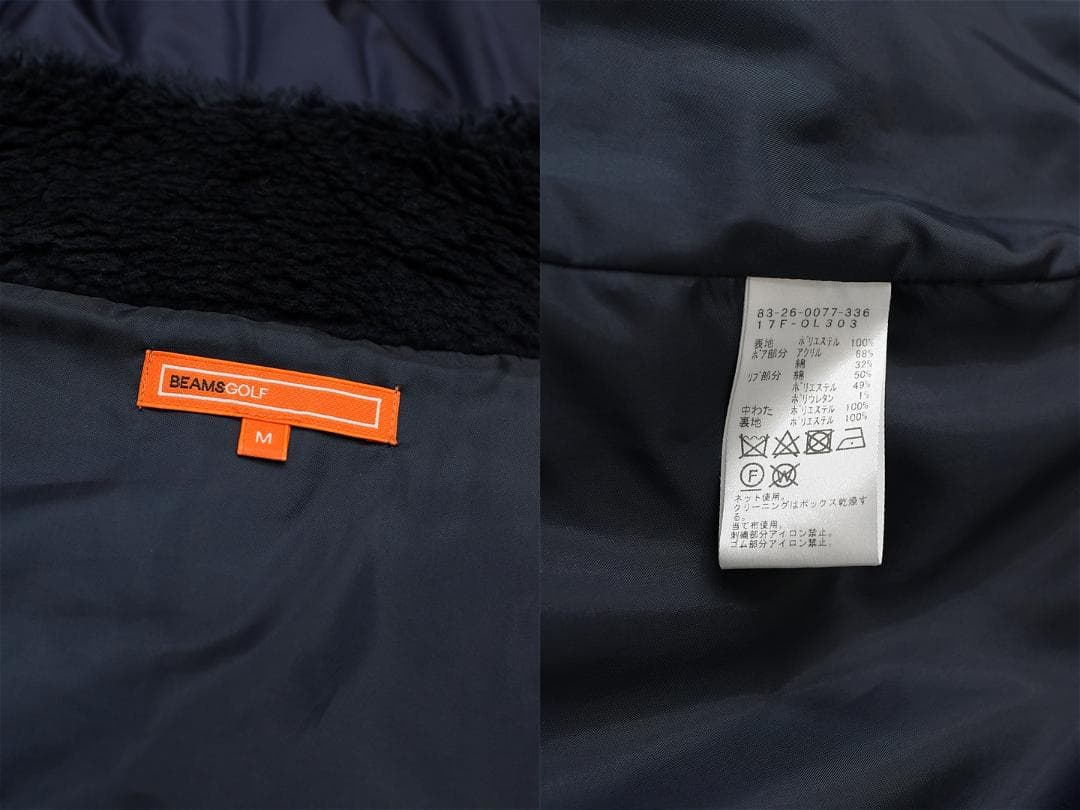 BEAMSGOLF
M
83-26-0077-336
17F-OL303
表地 ポリエステル 100%
ボア部分 アクリル 68%
綿 32%
リブ部分 綿 50%
ポリエステル 49%
ポリウレタン 1%
中わた ポリエステル 100%
裏地 ポリエステル 100%
F W
ネット使用。
クリーニングはボックス乾燥す
る。
当て布使用。
刺繍部分アイロン禁止。
ゴム部分アイロン禁止。